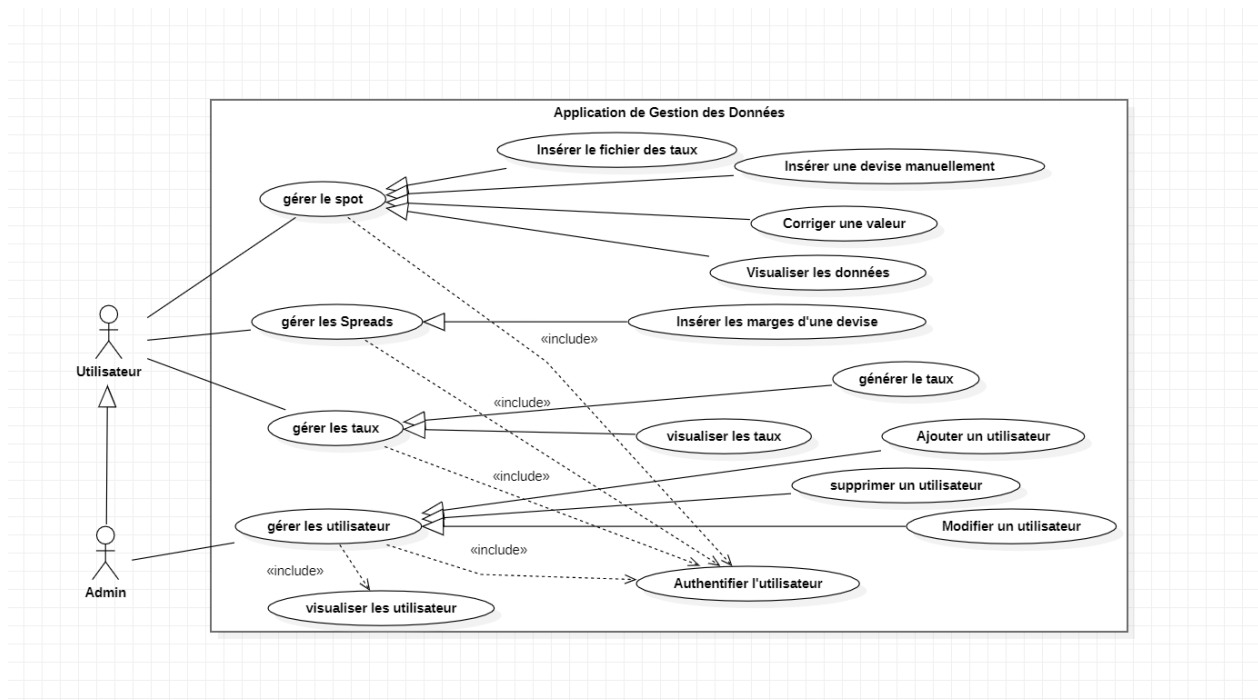 Application de Gestion des Données
Insérer le fichier des taux
Insérer une devise manuellement
gérer le spot
Corriger une valeur
Visualiser les données
gérer les Spreads
Insérer les marges d'une devise
«include»
Utilisateur
générer le taux
«include»
gérer les taux
visualiser les taux
Ajouter un utilisateur
«include»
supprimer un utilisateur
gérer les utilisateur
Modifier un utilisateur
«include»
«include»
Authentifier l'utilisateur
Admin
visualiser les utilisateur